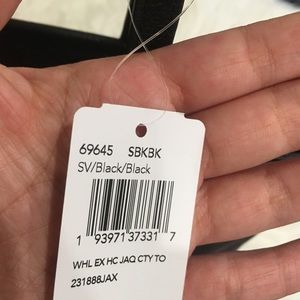 69645 SBKBK
SV/Black/Black
1 93971 37331 7
WHL EX HC JAQ CTY TO
231888JAX